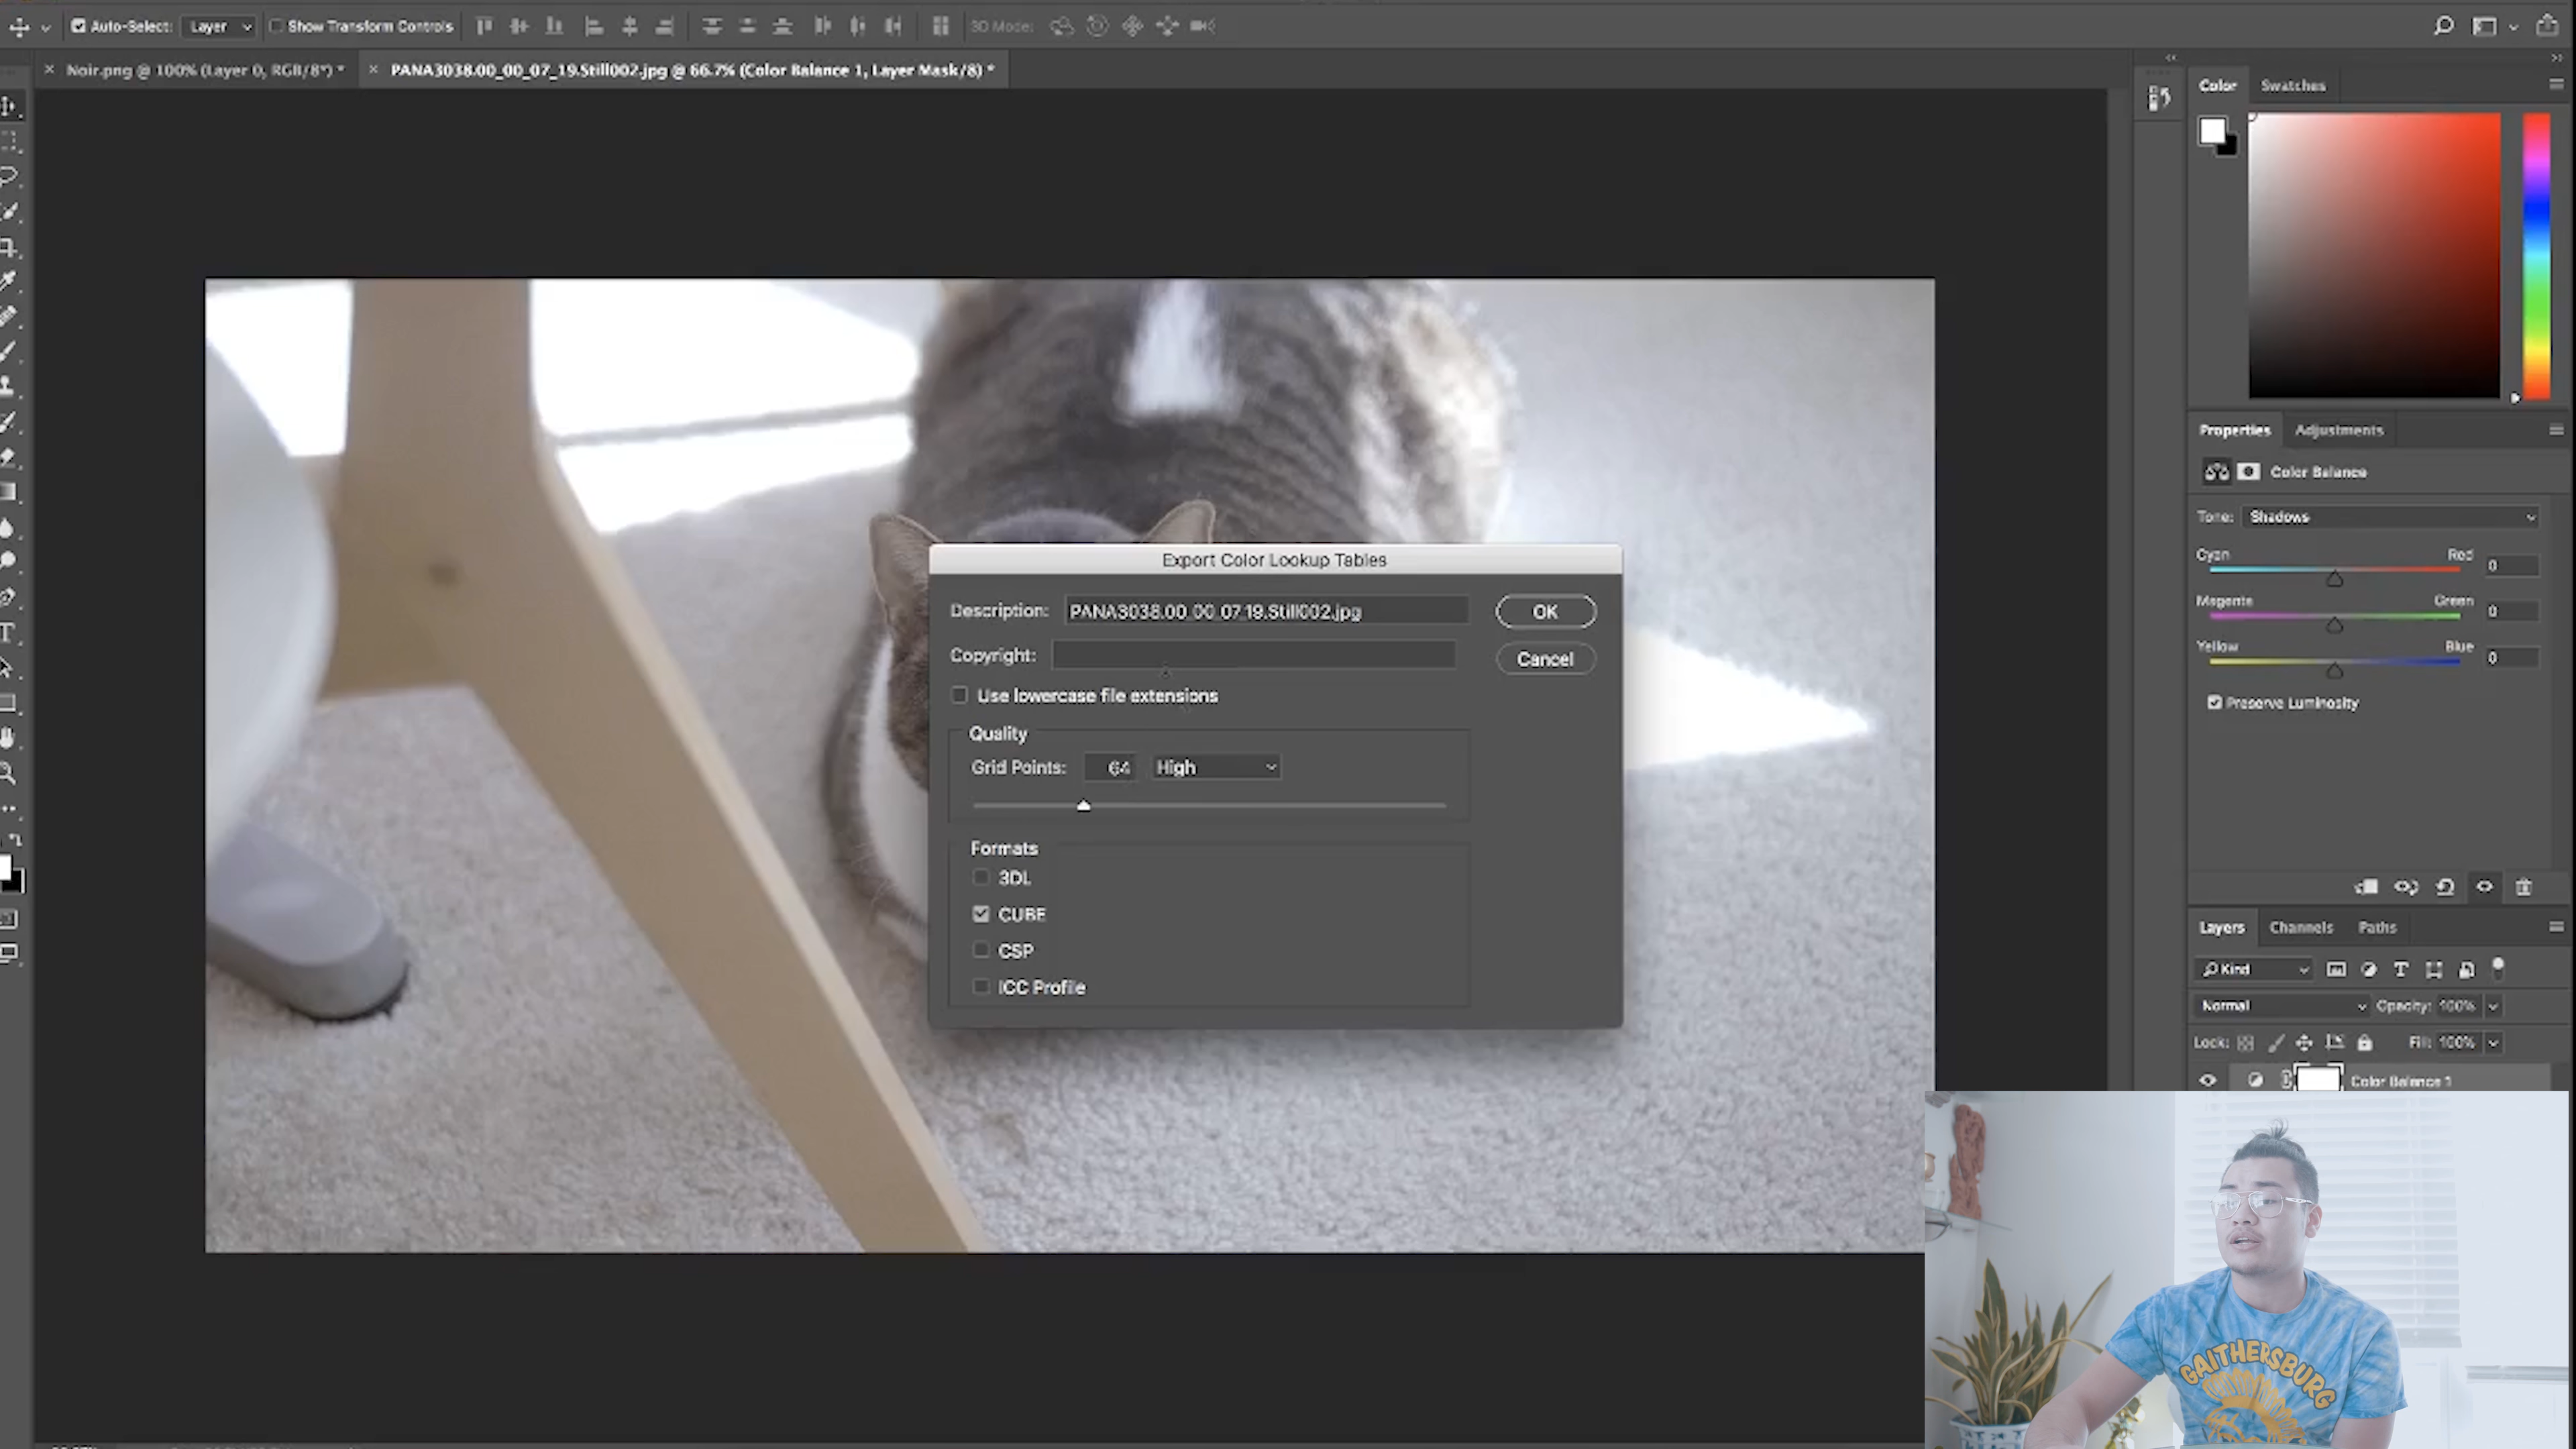 Auto-Select: Layer Show Transform Controls 3D Mode:
Noir.png @ 100% (Layer 0, RGB/8*) * PANA3038.00_00_07_19.Still002.jpg @ 66.7% (Color Balance 1, Layer Mask/8) *
Color Swatches
Properties Adjustments
Color Balance
Tone: Shadows
Cyan Red 0
Magenta Green 0
Yellow Blue 0
Preserve Luminosity
Export Color Lookup Tables
Description: PANA3038.00_00_07_19.Still002.jpg OK
Copyright: Cancel
Use lowercase file extensions
Quality
Grid Points: 64 High
Formats
3DL
CUBE
CSP
ICC Profile
Layers Channels Paths
Kind
Normal Opacity: 100%
Lock: Fill: 100%
Color Balance 1
GAITHERSBURG